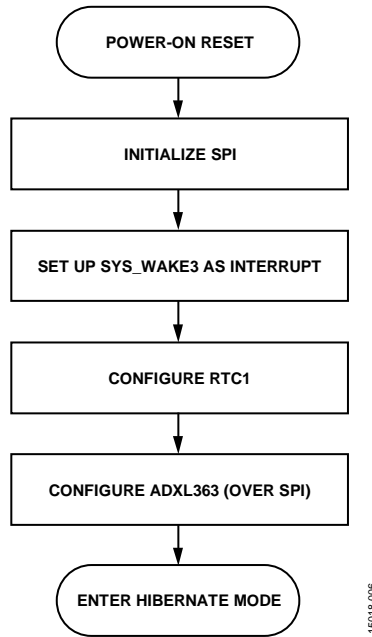 POWER-ON RESET
INITIALIZE SPI
SET UP SYS_WAKE3 AS INTERRUPT
CONFIGURE RTC1
CONFIGURE ADXL363 (OVER SPI)
ENTER HIBERNATE MODE
15018-006